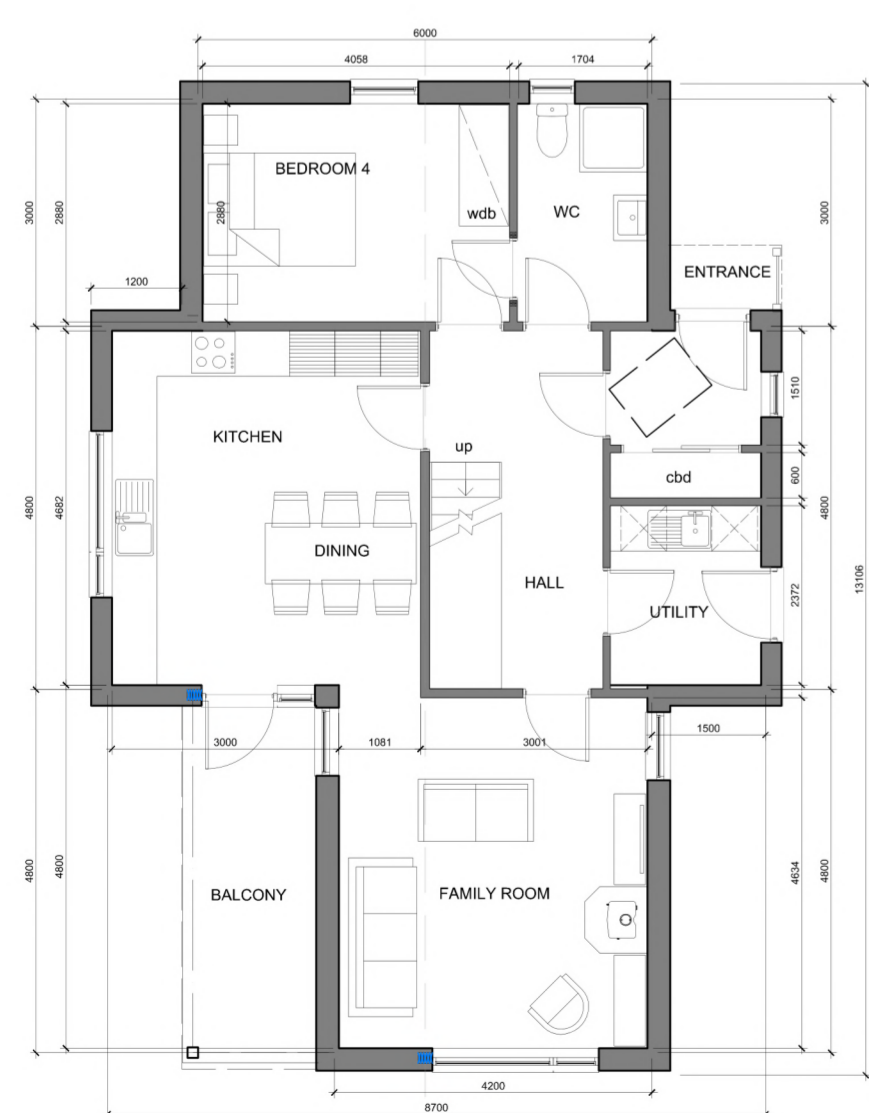 6000
4058
1704
3000
2880
2880
BEDROOM 4
wdb
WC
3000
ENTRANCE
1200
KITCHEN
up
1510
cbd
600
4800
4682
DINING
HALL
UTILITY
2372
4800
13106
3000
1081
3001
1500
BALCONY
FAMILY ROOM
4800
4800
4634
4800
4200
8700